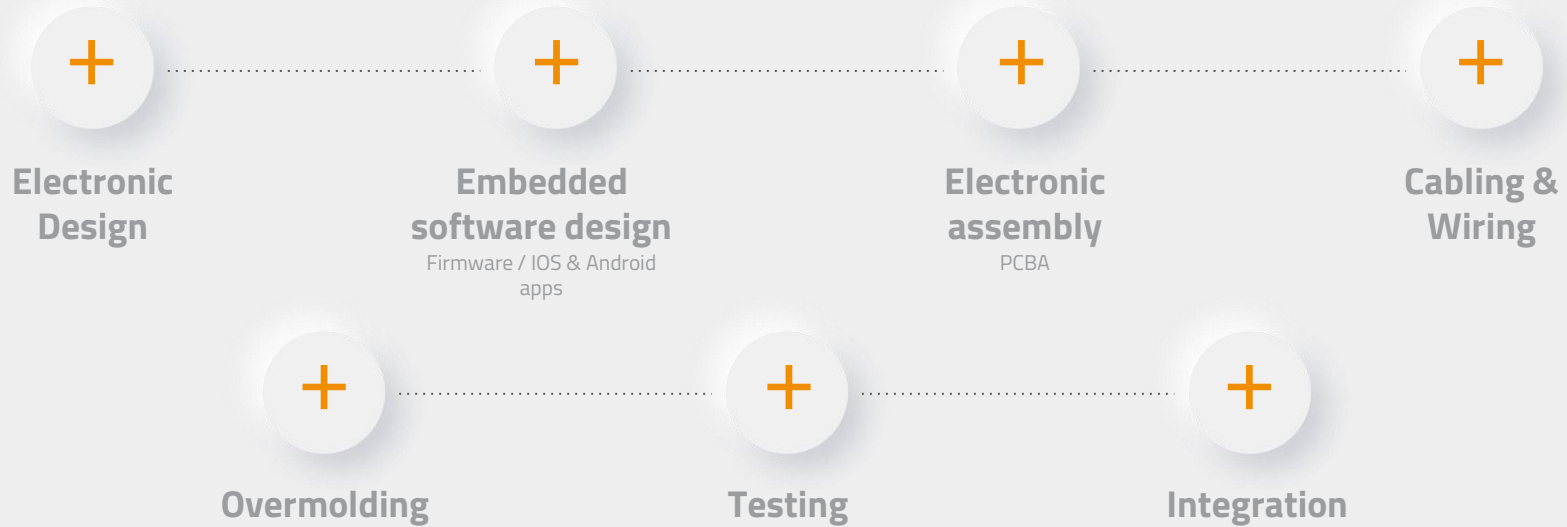 Electronic
Design
Embedded
software design
Firmware / IOS & Android
apps
Electronic
assembly
PCBA
Cabling &
Wiring
Overmolding
Testing
Integration